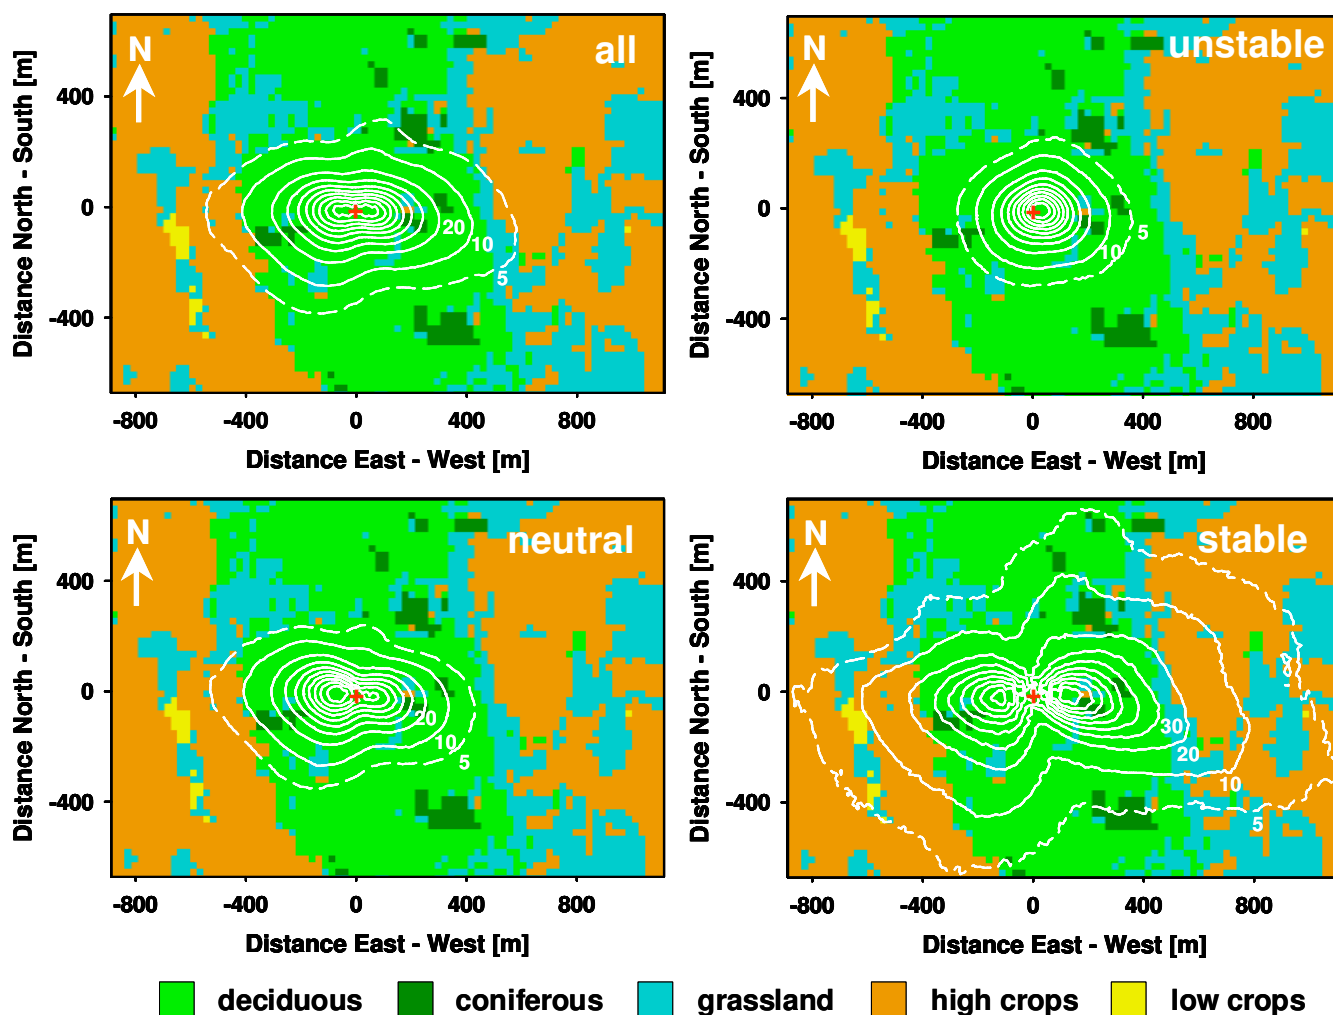 all
N
Distance North - South [m]
400
0
-400
20
10
5
-800 -400 0 400 800
Distance East - West [m]
unstable
N
Distance North - South [m]
400
0
-400
5
10
-800 -400 0 400 800
Distance East - West [m]
neutral
N
Distance North - South [m]
400
0
-400
20
10
5
-800 -400 0 400 800
Distance East - West [m]
stable
N
Distance North - South [m]
400
0
-400
30
20
10
5
-800 -400 0 400 800
Distance East - West [m]
deciduous coniferous grassland high crops low crops